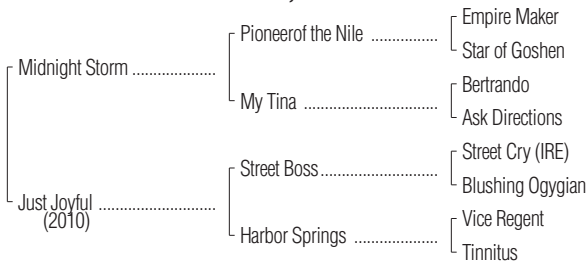 Empire Maker
Pioneerof the Nile ................
Star of Goshen
Midnight Storm ....................
Bertrando
My Tina ................................
Ask Directions
Street Cry (IRE)
Street Boss............................
Blushing Ogygian
Just Joyful ............................
(2010)
Vice Regent
Harbor Springs ....................
Tinnitus